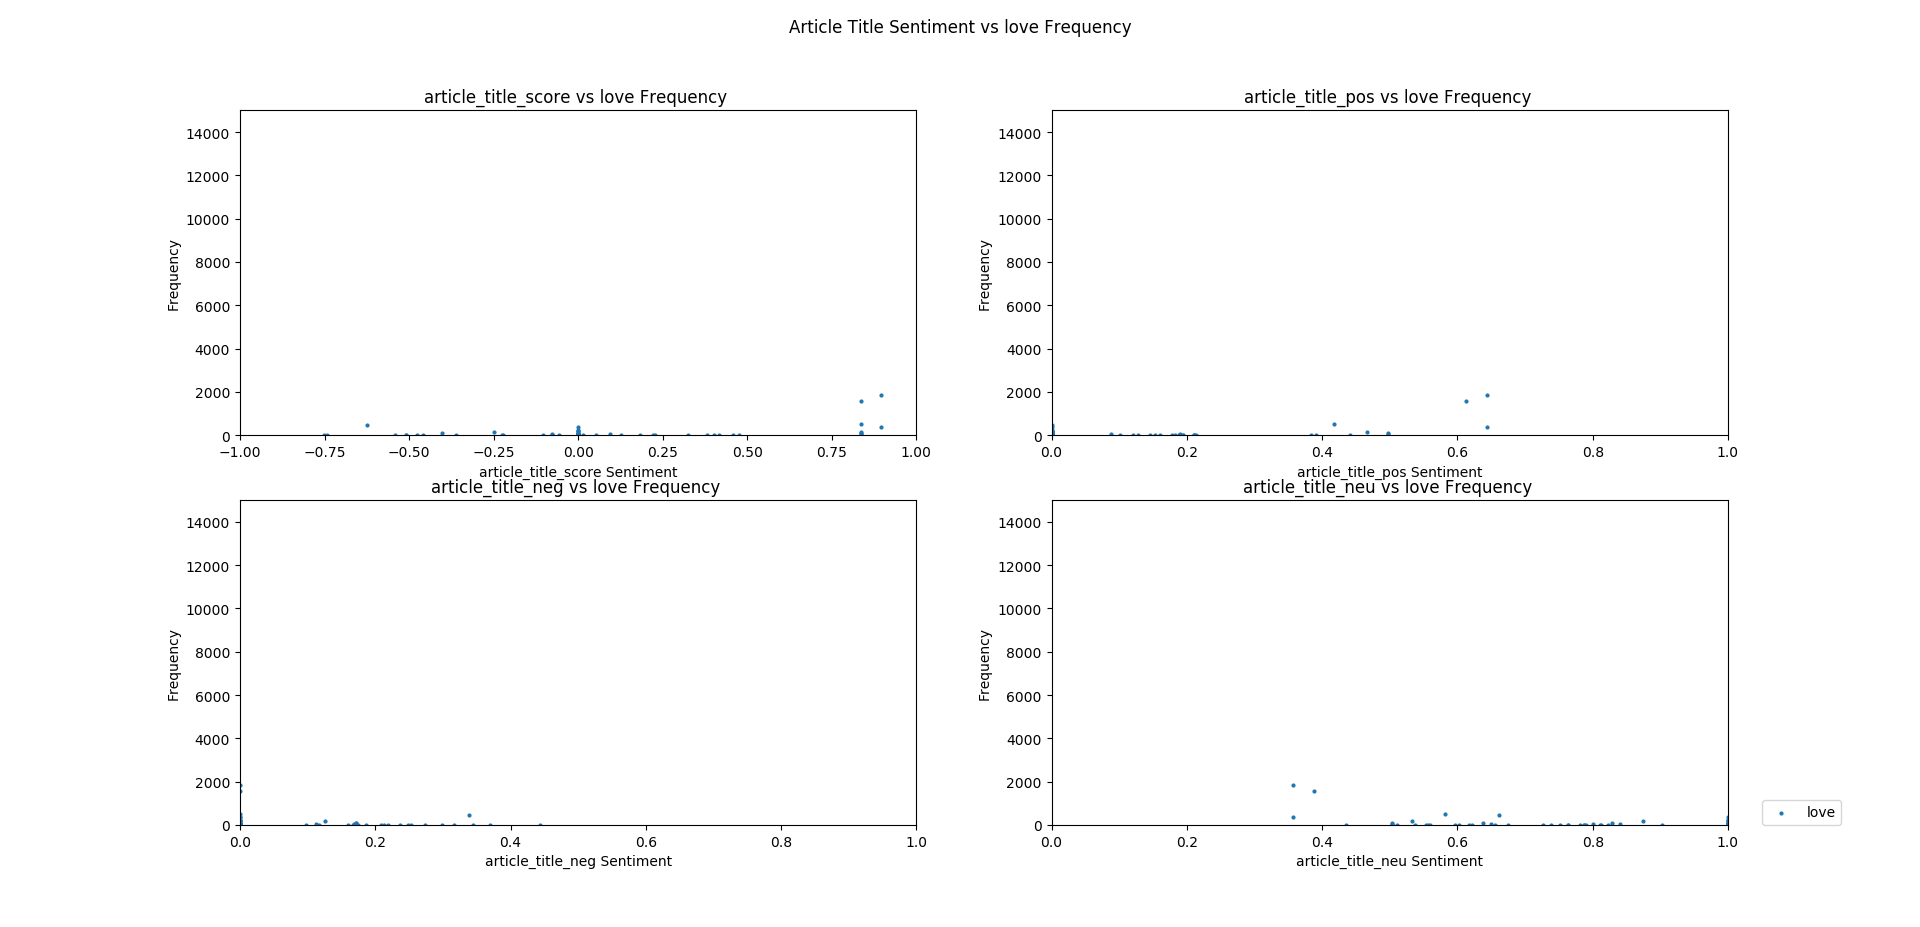 Article Title Sentiment vs love Frequency
article_title_score vs love Frequency
14000
12000
10000
8000
6000
4000
2000
0
Frequency
−1.00 −0.75 −0.50 −0.25 0.00 0.25 0.50 0.75 1.00
article_title_score Sentiment
article_title_pos vs love Frequency
14000
12000
10000
8000
6000
4000
2000
0
Frequency
0.0 0.2 0.4 0.6 0.8 1.0
article_title_pos Sentiment
article_title_neg vs love Frequency
14000
12000
10000
8000
6000
4000
2000
0
Frequency
0.0 0.2 0.4 0.6 0.8 1.0
article_title_neg Sentiment
article_title_neu vs love Frequency
14000
12000
10000
8000
6000
4000
2000
0
Frequency
0.0 0.2 0.4 0.6 0.8 1.0
article_title_neu Sentiment
love